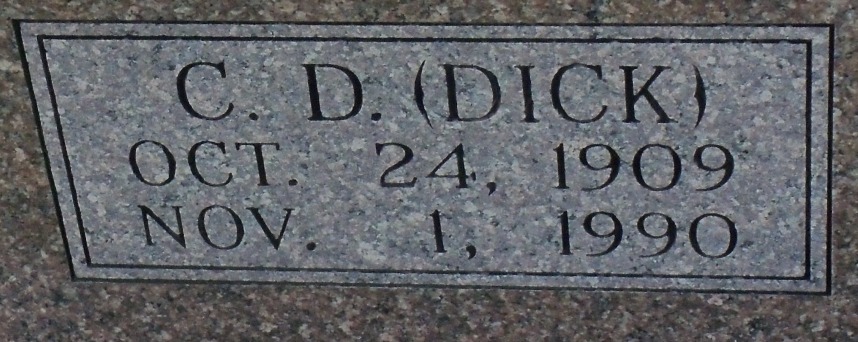 C. D. (DICK)
OCT. 24, 1909
NOV. 1, 1990